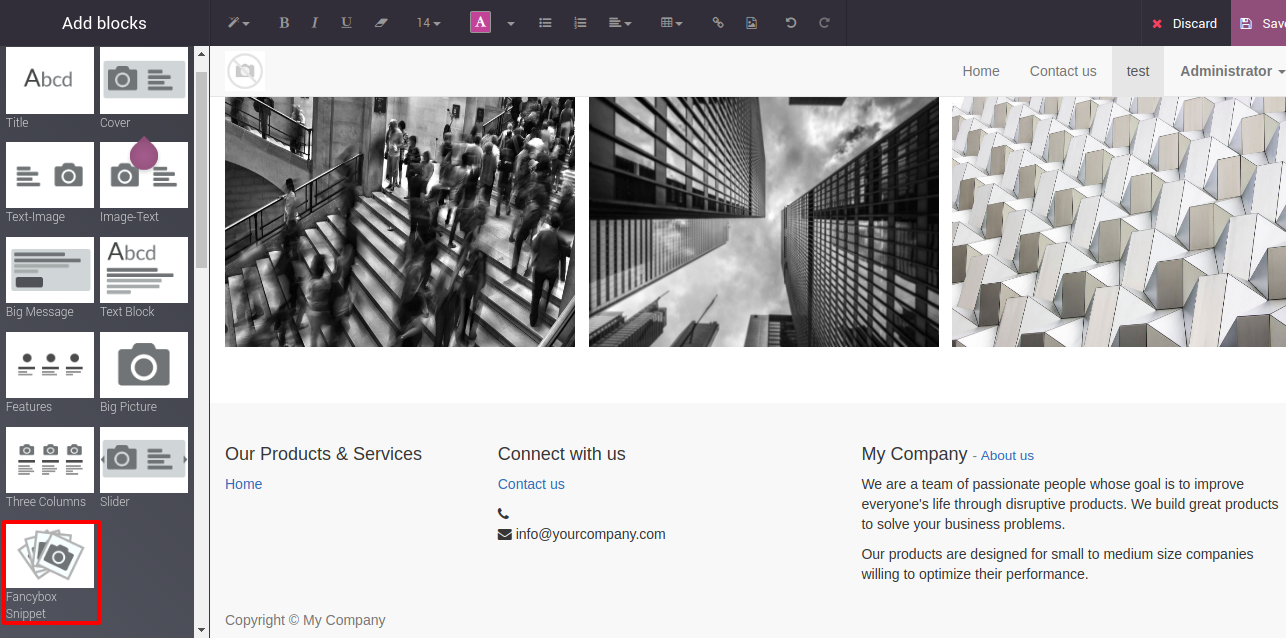 Add blocks
B I U 14 A
Discard
Save
Home Contact us test Administrator
Abcd
Title Cover
Text-Image Image-Text
Abcd
Big Message Text Block
Features Big Picture
Three Columns Slider
Fancybox
Snippet
Our Products & Services
Home
Connect with us
Contact us
info@yourcompany.com
My Company - About us
We are a team of passionate people whose goal is to improve
everyone's life through disruptive products. We build great products
to solve your business problems.
Our products are designed for small to medium size companies
willing to optimize their performance.
Copyright © My Company